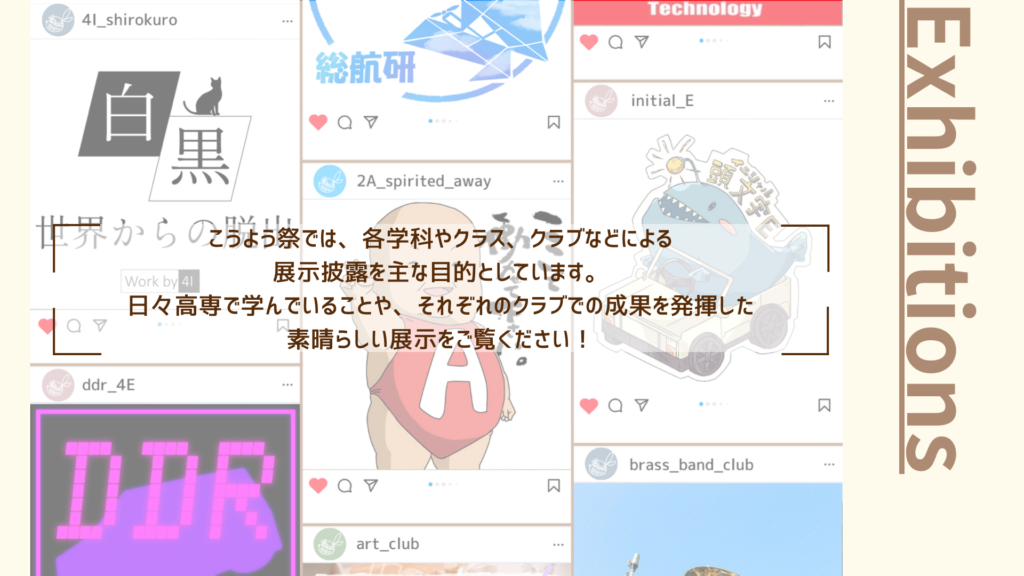 4I_shirokuro
白
黒
世界からの脱出
Work by 4I
ddr_4E
DDR
総航研
2A_spirited_away
A
art_club
Technology
initial_E
イニシャル
頭文字E
brass_band_club
こうよう祭では、各学科やクラス、クラブなどによる
展示披露を主な目的としています。
日々高専で学んでいることや、それぞれのクラブでの成果を発揮した
素晴らしい展示をご覧ください！
Exhibitions